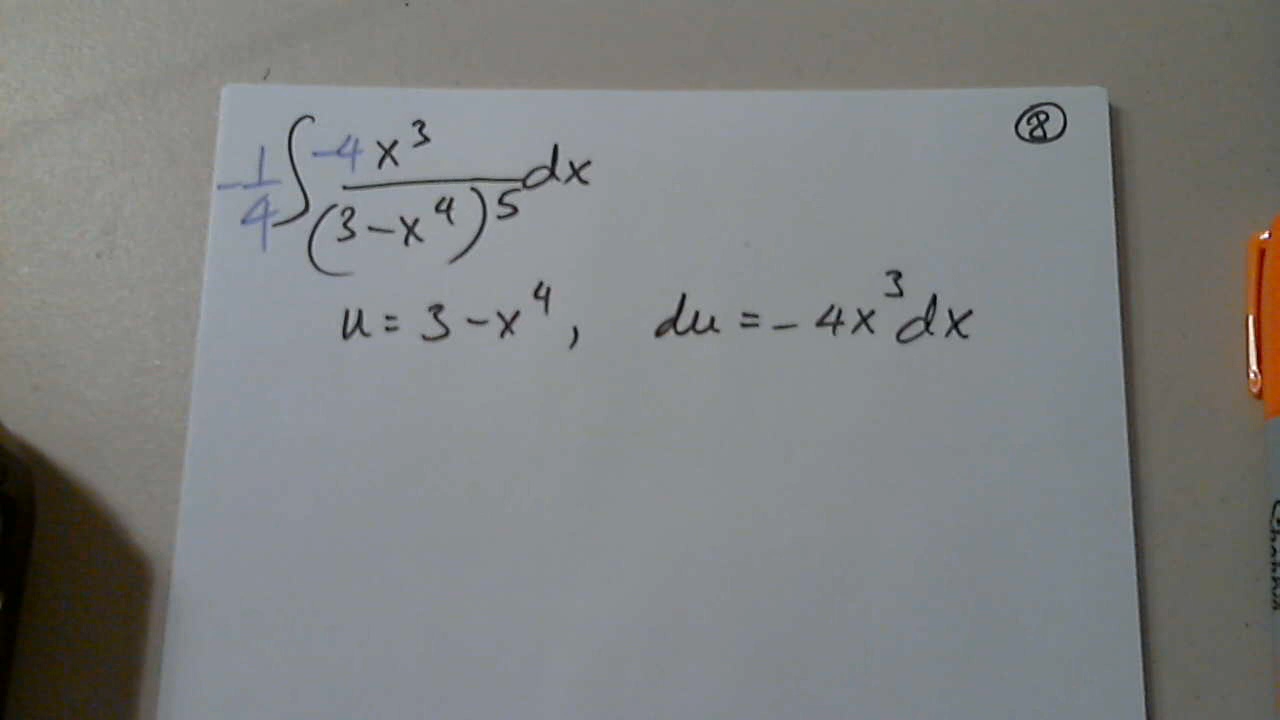 -1/4 ∫ -4x³/(3-x⁴)⁵ dx
⑧
u = 3-x⁴, du = -4x³dx